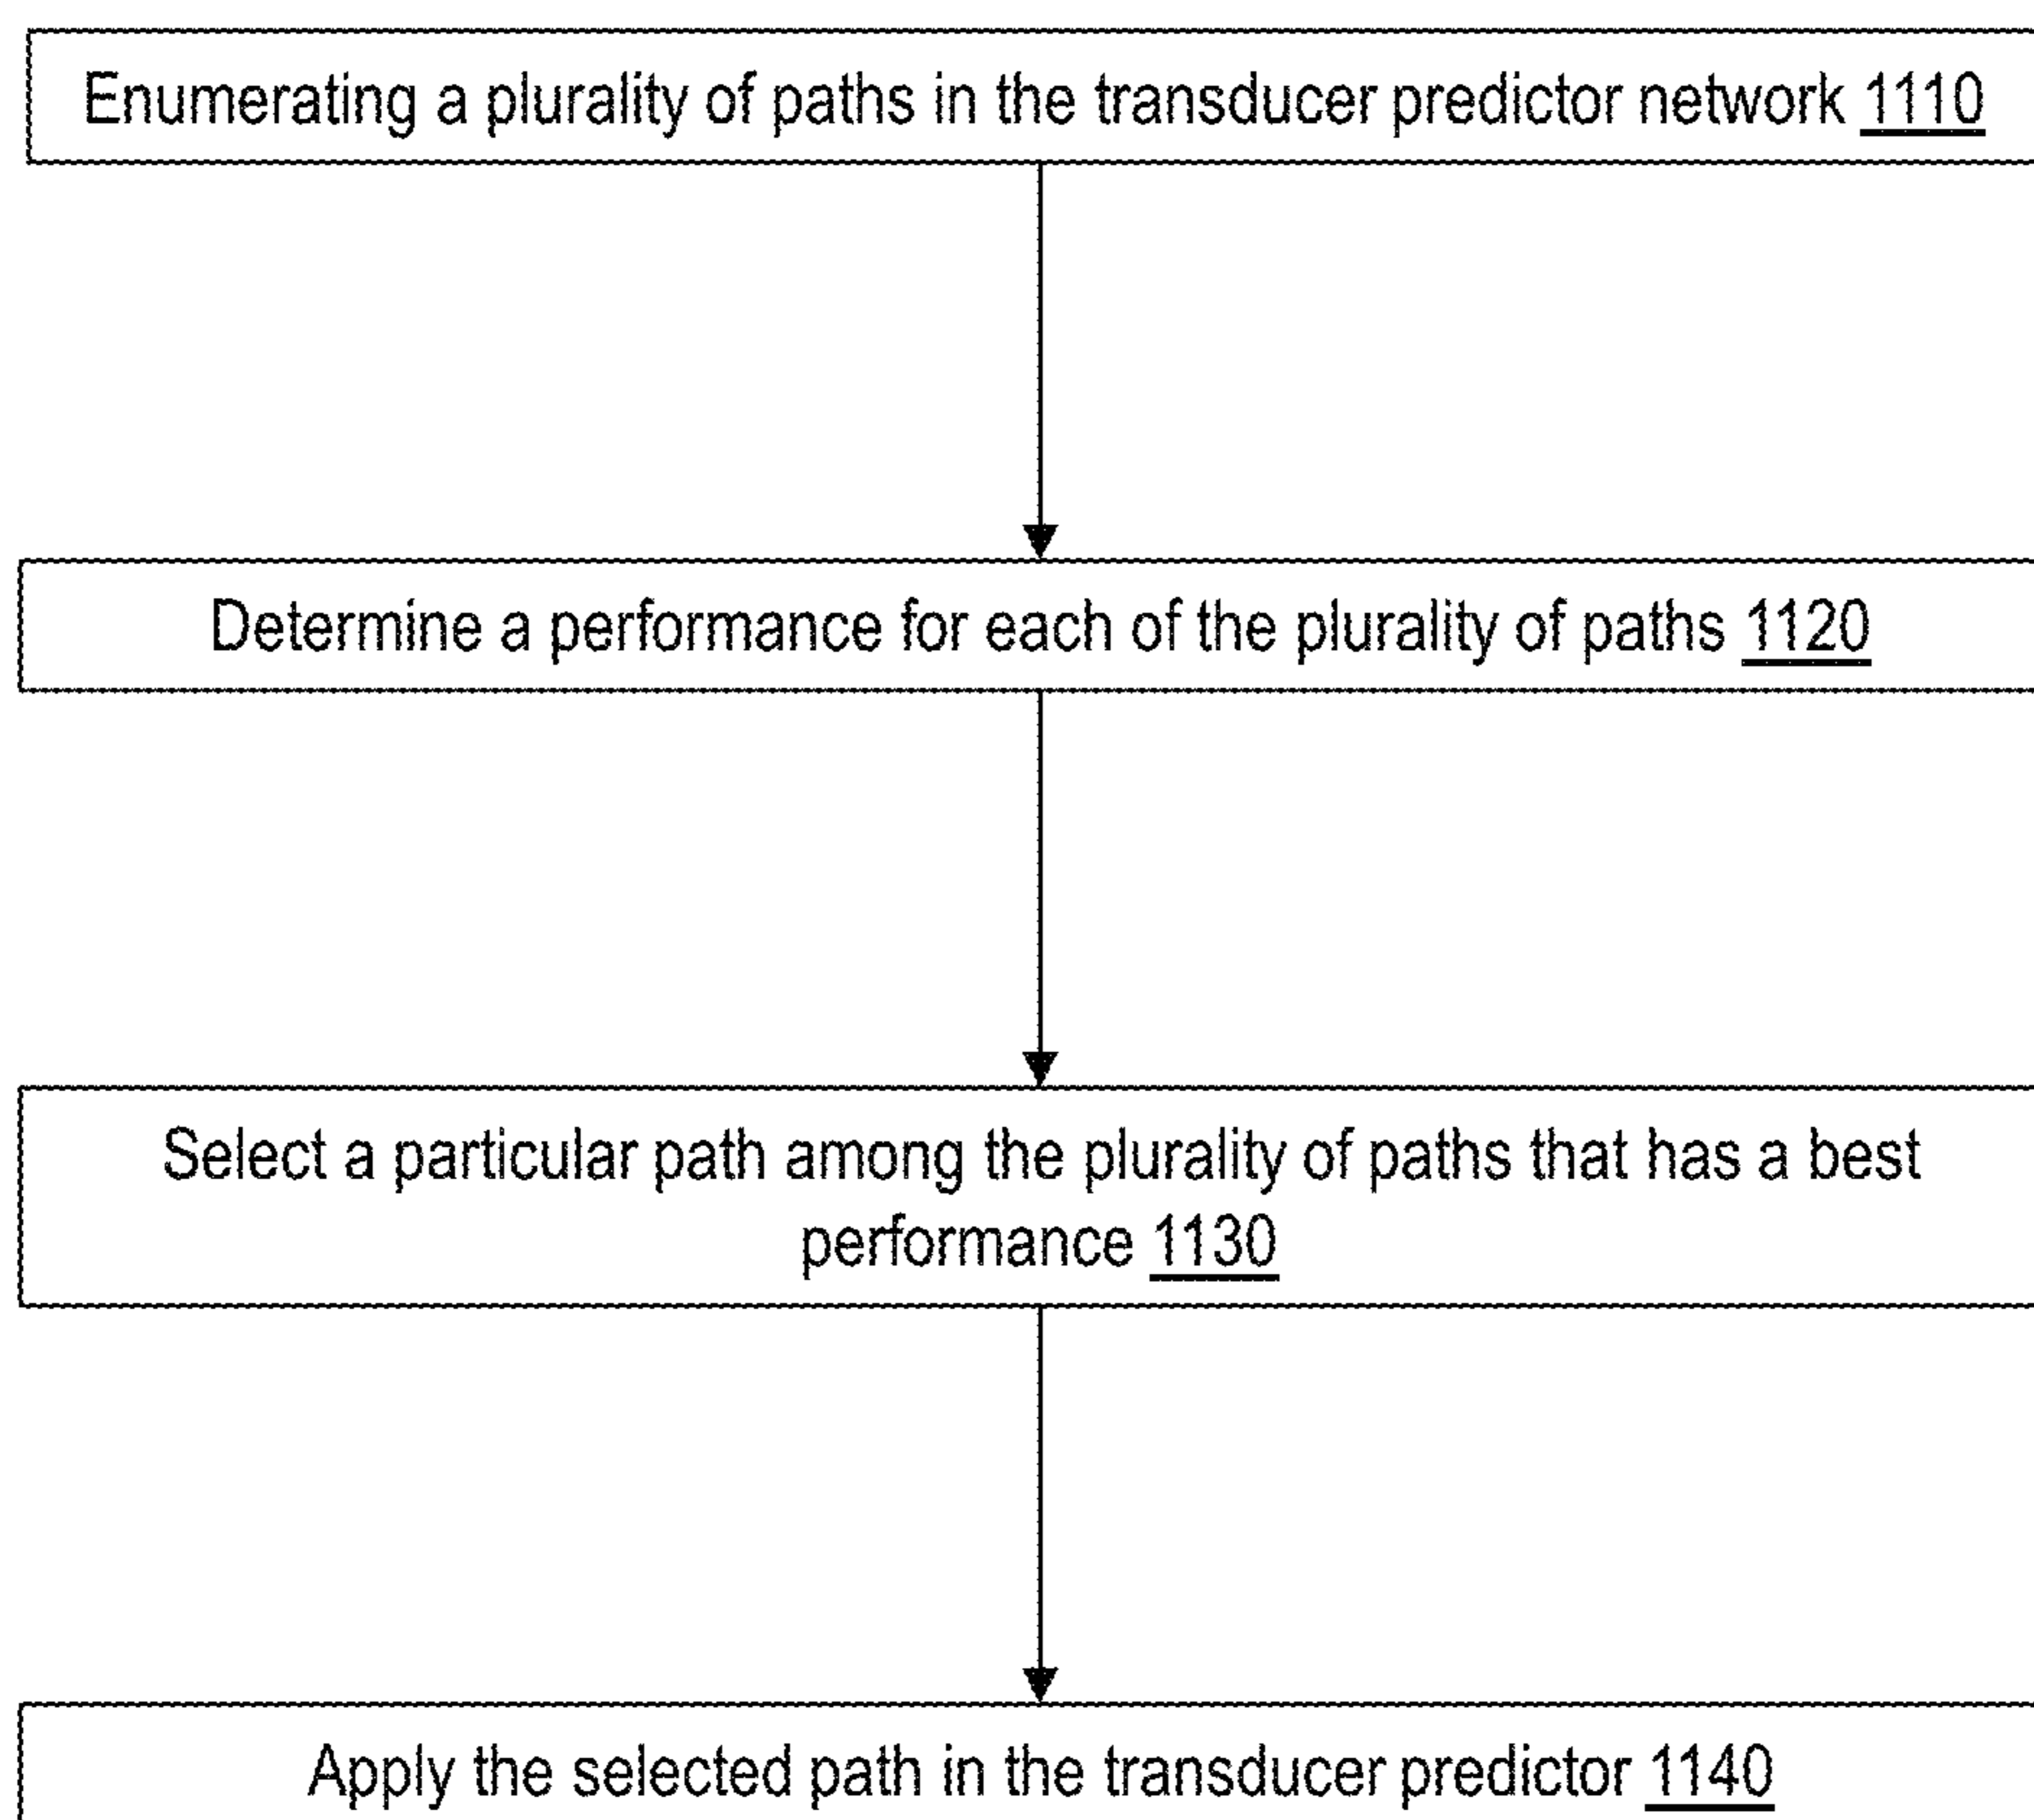 Enumerating a plurality of paths in the transducer predictor network 1110
Determine a performance for each of the plurality of paths 1120
Select a particular path among the plurality of paths that has a best
performance 1130
Apply the selected path in the transducer predictor 1140